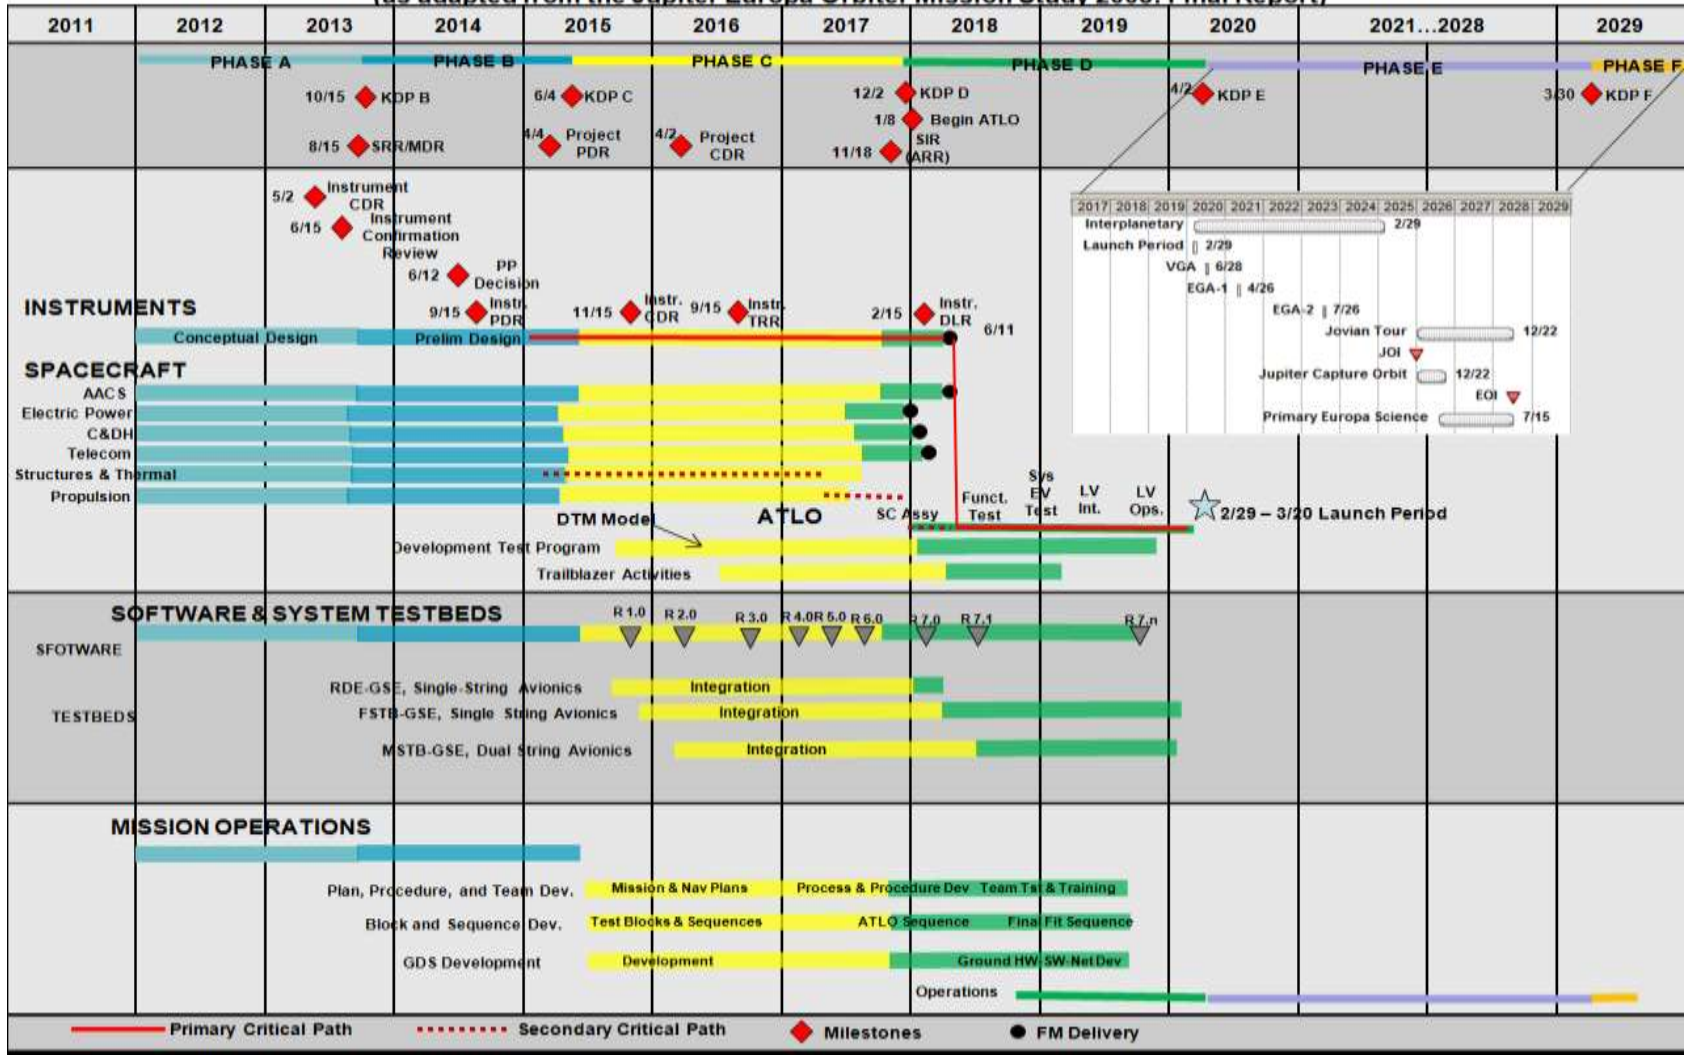 (as adapted from the Jupiter Europa Orbiter Mission Study 2008: Final Report)
2011 2012 2013 2014 2015 2016 2017 2018 2019 2020 2021...2028 2029
PHASE A PHASE B PHASE C PHASE D PHASE E PHASE F
10/15 KDP B 6/4 KDP C 12/2 KDP D 4/2 KDP E 3/30 KDP F
1/8 Begin ATLO
8/15 SRR/MDR 4/4 Project PDR 4/2 Project CDR 11/18 SIR (ARR)
5/2 Instrument CDR
6/15 Instrument Confirmation Review
6/12 PP Decision
INSTRUMENTS
9/15 Instr. PDR 11/15 Instr. CDR 9/15 Instr. TRR 2/15 Instr. DLR
Conceptual Design Prelim Design 6/11
SPACECRAFT
AACS
Electric Power
C&DH
Telecom
Structures & Thermal
Propulsion
2017 2018 2019 2020 2021 2022 2023 2024 2025 2026 2027 2028 2029
Interplanetary 2/29
Launch Period 2/29
VGA 6/28
EGA-1 4/26
EGA-2 7/26
Jovian Tour 12/22
JOI
Jupiter Capture Orbit 12/22
EOI
Primary Europa Science 7/15
DTM Model ATLO SC Assy Funct. Test Sys EV Test LV Int. LV Ops. 2/29 – 3/20 Launch Period
Development Test Program
Trailblazer Activities
SOFTWARE & SYSTEM TESTBEDS
R 1.0 R 2.0 R 3.0 R 4.0 R 5.0 R 6.0 R 7.0 R 7.1 R 7.n
SFOTWARE
RDE-GSE, Single-String Avionics Integration
TESTBEDS
FSTB-GSE, Single String Avionics Integration
MSTB-GSE, Dual String Avionics Integration
MISSION OPERATIONS
Plan, Procedure, and Team Dev. Mission & Nav Plans Process & Procedure Dev Team Tst & Training
Block and Sequence Dev. Test Blocks & Sequences ATLO Sequence Final Fit Sequence
GDS Development Development Ground HW-SW-Net Dev
Operations
Primary Critical Path Secondary Critical Path Milestones FM Delivery